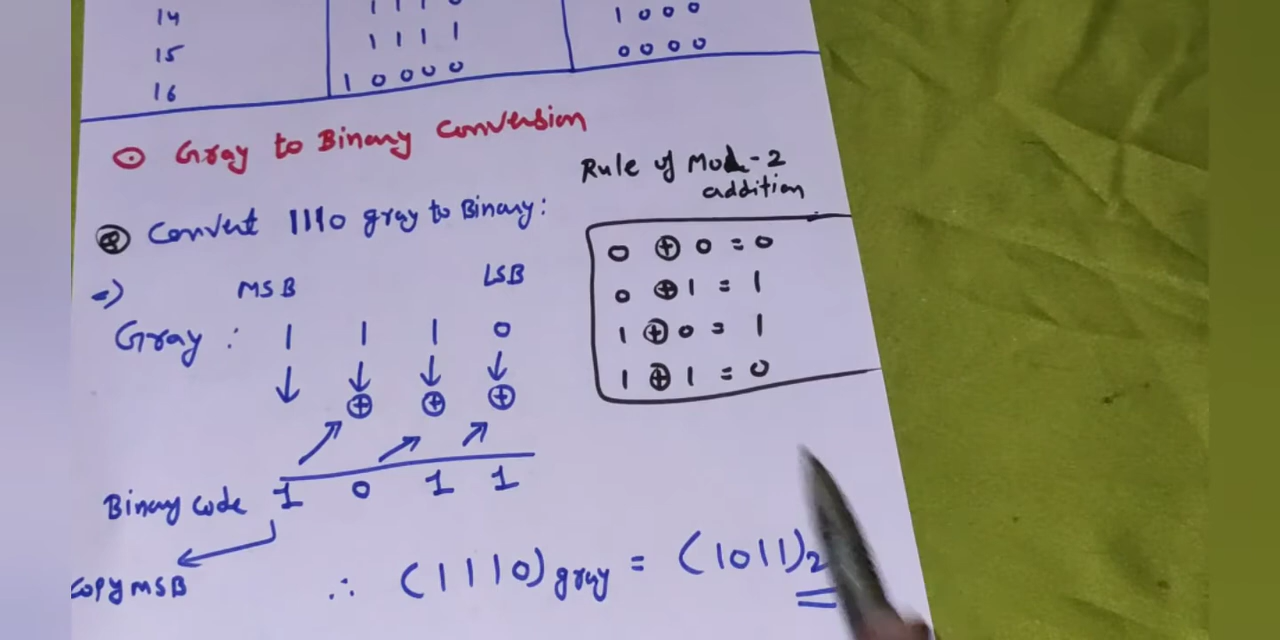 14 1110 1000
15 1111 0000
16 10000
⊙ Gray to Binary Conversion
⊗ Convert 1110 gray to Binary:
=> MSB LSB
Gray : 1 1 1 0
↓ ↓ ↓ ↓
⊕ ⊕ ⊕
↗ ↗ ↗
Binary code 1 0 1 1
Copy MSB
∴ (1110)gray = (1011)2
Rule of Mod-2
addition
0 ⊕ 0 = 0
0 ⊕ 1 = 1
1 ⊕ 0 = 1
1 ⊕ 1 = 0